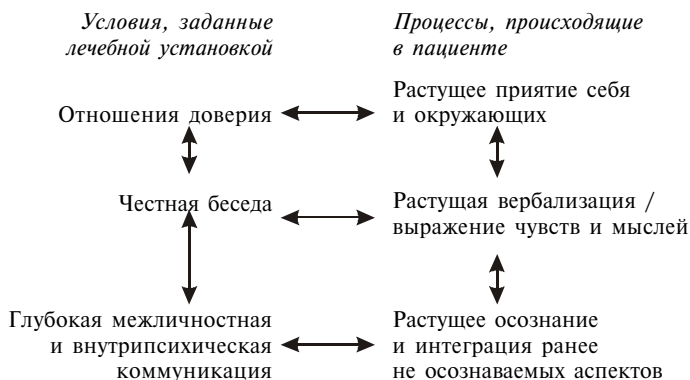 Условия, заданные
лечебной установкой
Процессы, происходящие
в пациенте
Отношения доверия
Растущее приятие себя
и окружающих
Честная беседа
Растущая вербализация /
выражение чувств и мыслей
Глубокая межличностная
и внутрипсихическая
коммуникация
Растущее осознание
и интеграция ранее
не осознаваемых аспектов